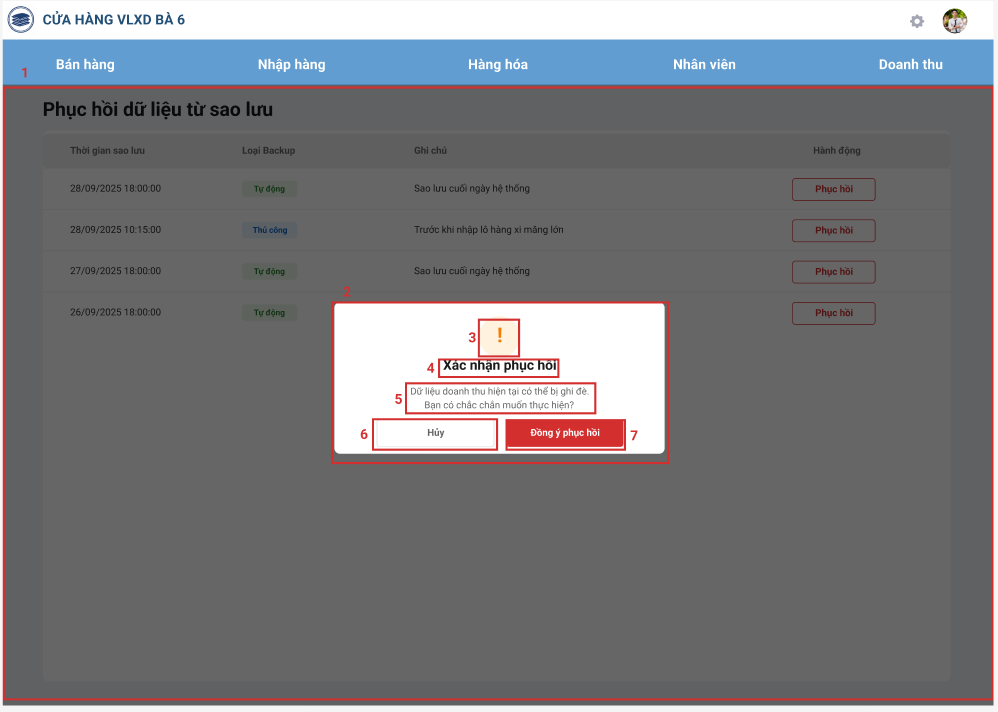 CỬA HÀNG VLXD BÀ 6
1 Bán hàng Nhập hàng Hàng hóa Nhân viên Doanh thu
Phục hồi dữ liệu từ sao lưu
Thời gian sao lưu Loại Backup Ghi chú Hành động
28/09/2025 18:00:00 Tự động Sao lưu cuối ngày hệ thống Phục hồi
28/09/2025 10:15:00 Thủ công Trước khi nhập lô hàng xi măng lớn Phục hồi
27/09/2025 18:00:00 Tự động Sao lưu cuối ngày hệ thống Phục hồi
2
26/09/2025 18:00:00 Tự động Phục hồi
3 !
4 Xác nhận phục hồi
5 Dữ liệu doanh thu hiện tại có thể bị ghi đè.
Bạn có chắc chắn muốn thực hiện?
6 Hủy Đồng ý phục hồi 7